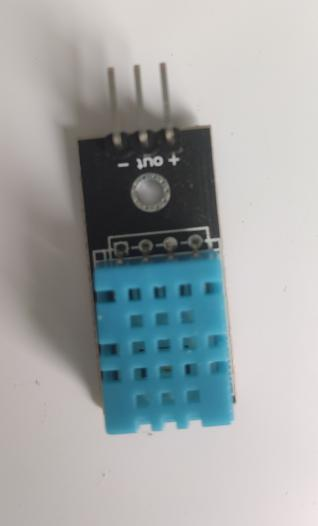 + out -